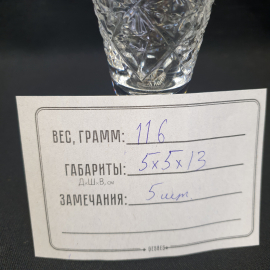 ВЕС, ГРАММ: 116
ГАБАРИТЫ: 5х5х13
Д-Ш-В, см
ЗАМЕЧАНИЯ: 5 шт